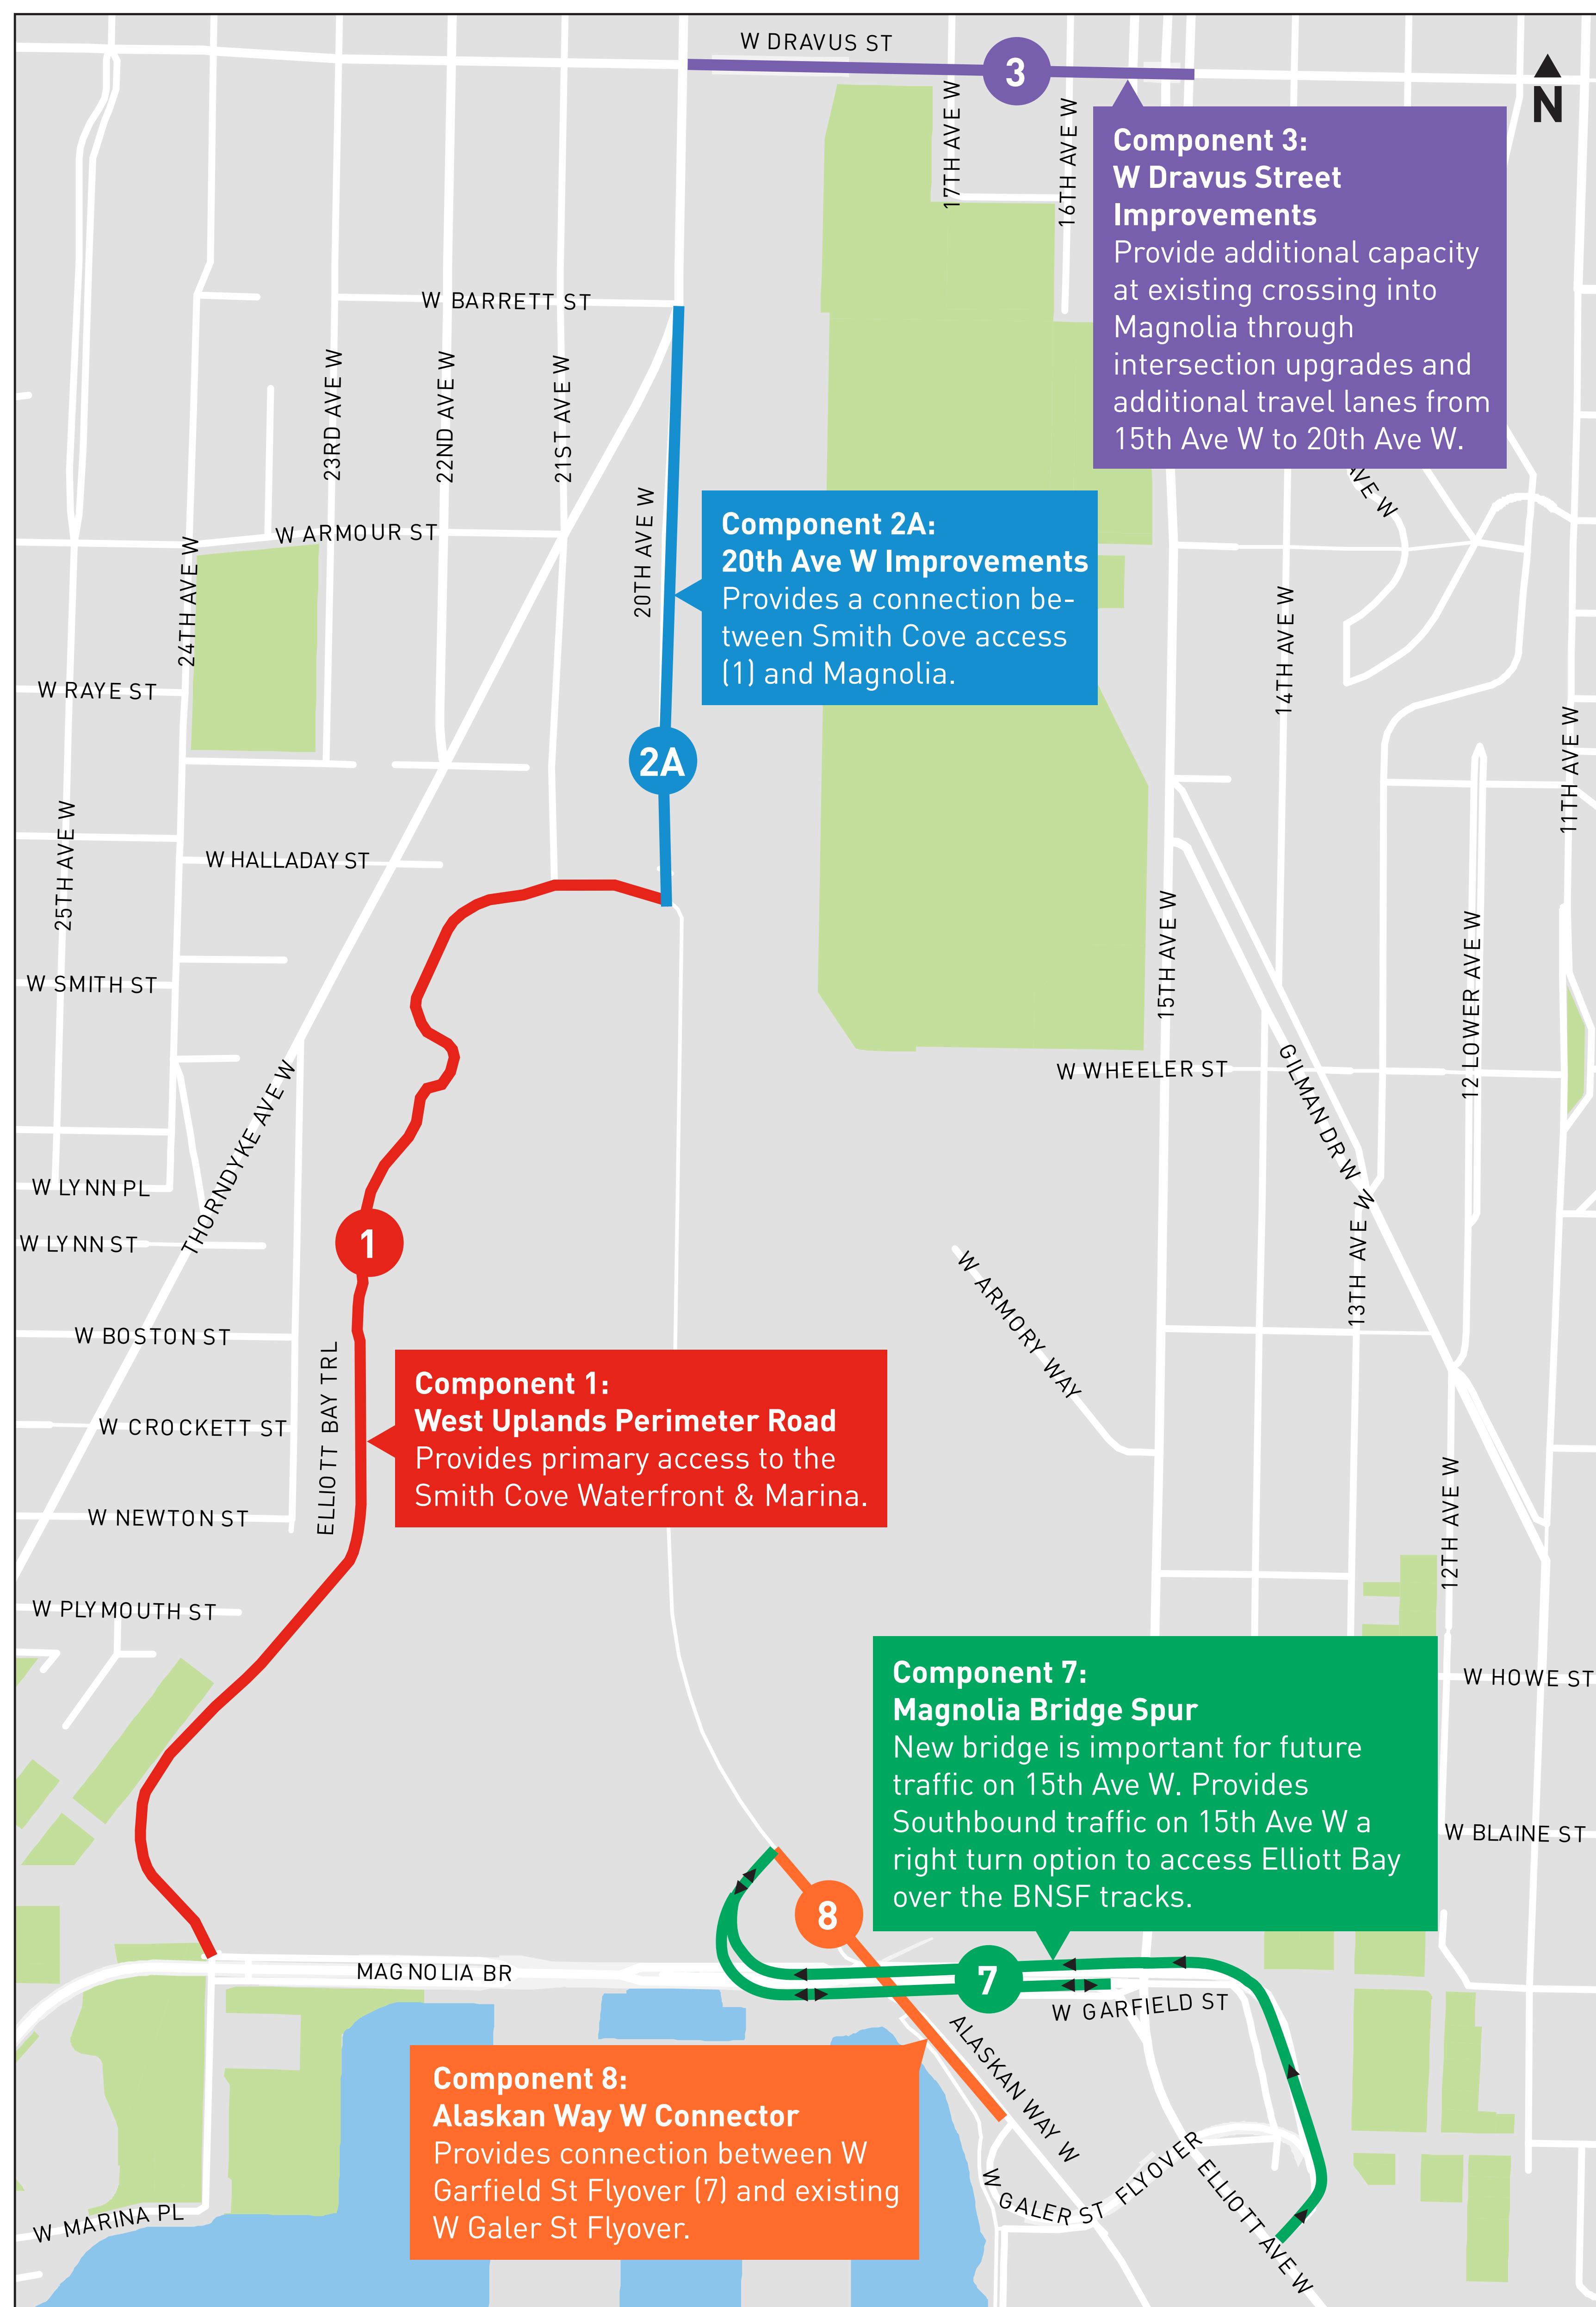 W DRAVUS ST
3
N
17TH AVE W
16TH AVE W
Component 3:
W Dravus Street
Improvements
Provide additional capacity
at existing crossing into
Magnolia through
intersection upgrades and
additional travel lanes from
15th Ave W to 20th Ave W.
W BARRETT ST
23RD AVE W
22ND AVE W
21ST AVE W
20TH AVE W
AVE W
W ARMOUR ST
24TH AVE W
Component 2A:
20th Ave W Improvements
Provides a connection be-
tween Smith Cove access
(1) and Magnolia.
14TH AVE W
W RAYE ST
2A
11TH AVE W
25TH AVE W
W HALLADAY ST
15TH AVE W
12 LOWER AVE W
W SMITH ST
W WHEELER ST
GILMAN DR W
THORNDYKE AVE W
W LYNN PL
W LYNN ST
1
13TH AVE W
W ARMORY WAY
W BOSTON ST
ELLIOTT BAY TRL
Component 1:
West Uplands Perimeter Road
Provides primary access to the
Smith Cove Waterfront & Marina.
W CROCKETT ST
12TH AVE W
W NEWTON ST
W PLYMOUTH ST
Component 7:
Magnolia Bridge Spur
New bridge is important for future
traffic on 15th Ave W. Provides
Southbound traffic on 15th Ave W a
right turn option to access Elliott Bay
over the BNSF tracks.
W HOWE ST
W BLAINE ST
8
MAGNOLIA BR
7
W GARFIELD ST
ALASKAN WAY W
Component 8:
Alaskan Way W Connector
Provides connection between W
Garfield St Flyover (7) and existing
W Galer St Flyover.
W GALER ST FLYOVER
ELLIOTT AVE W
W MARINA PL